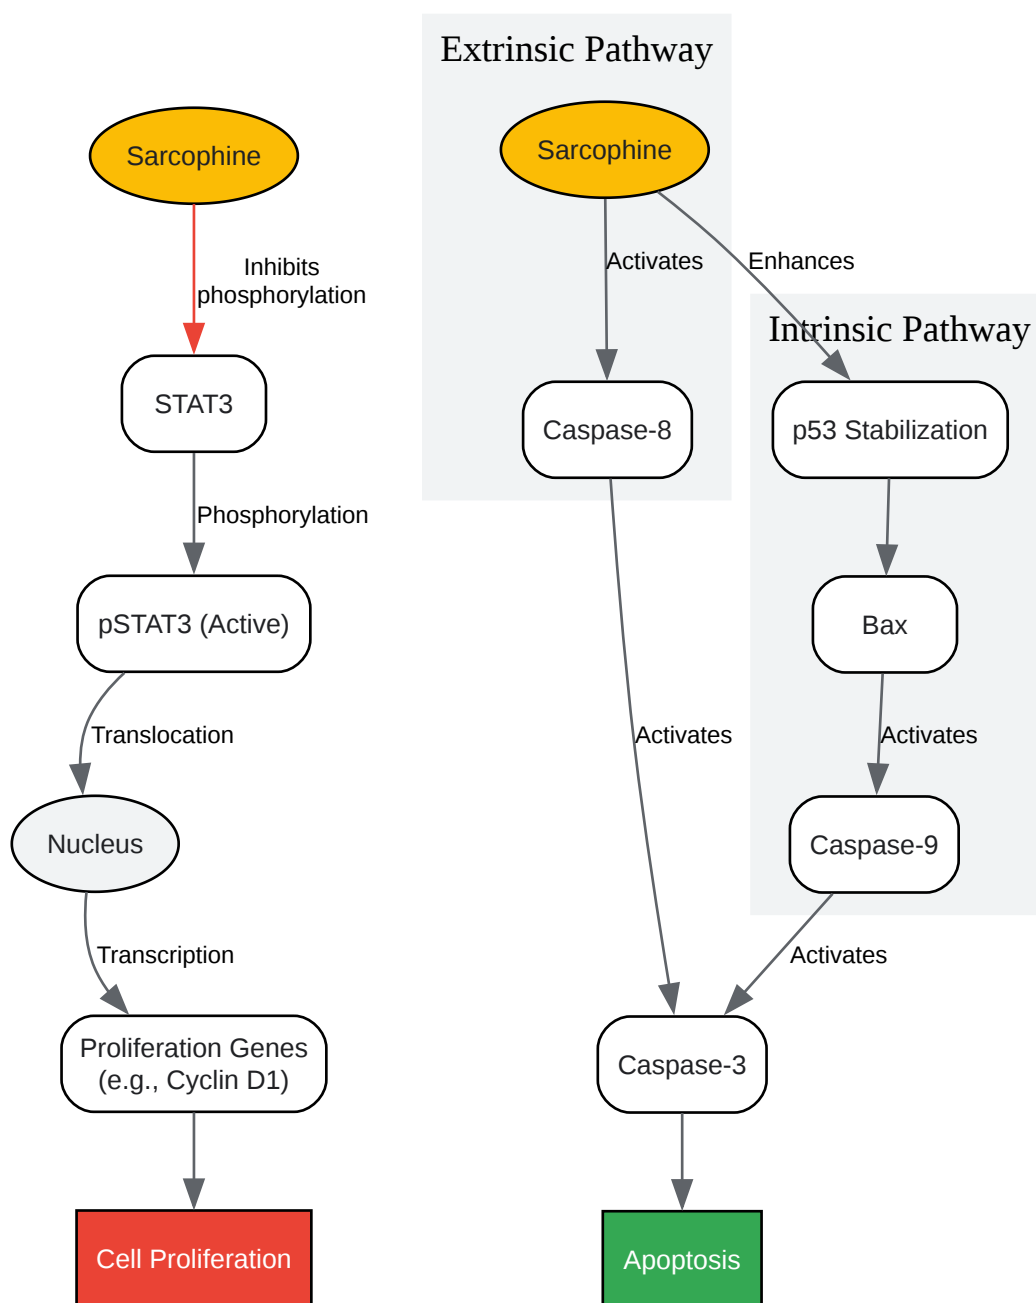 Sarcophine
Inhibits
phosphorylation
STAT3
Phosphorylation
pSTAT3 (Active)
Translocation
Nucleus
Transcription
Proliferation Genes
(e.g., Cyclin D1)
Cell Proliferation
Extrinsic Pathway
Sarcophine
Activates
Enhances
Caspase-8
Intrinsic Pathway
p53 Stabilization
Bax
Activates
Activates
Caspase-9
Activates
Caspase-3
Apoptosis